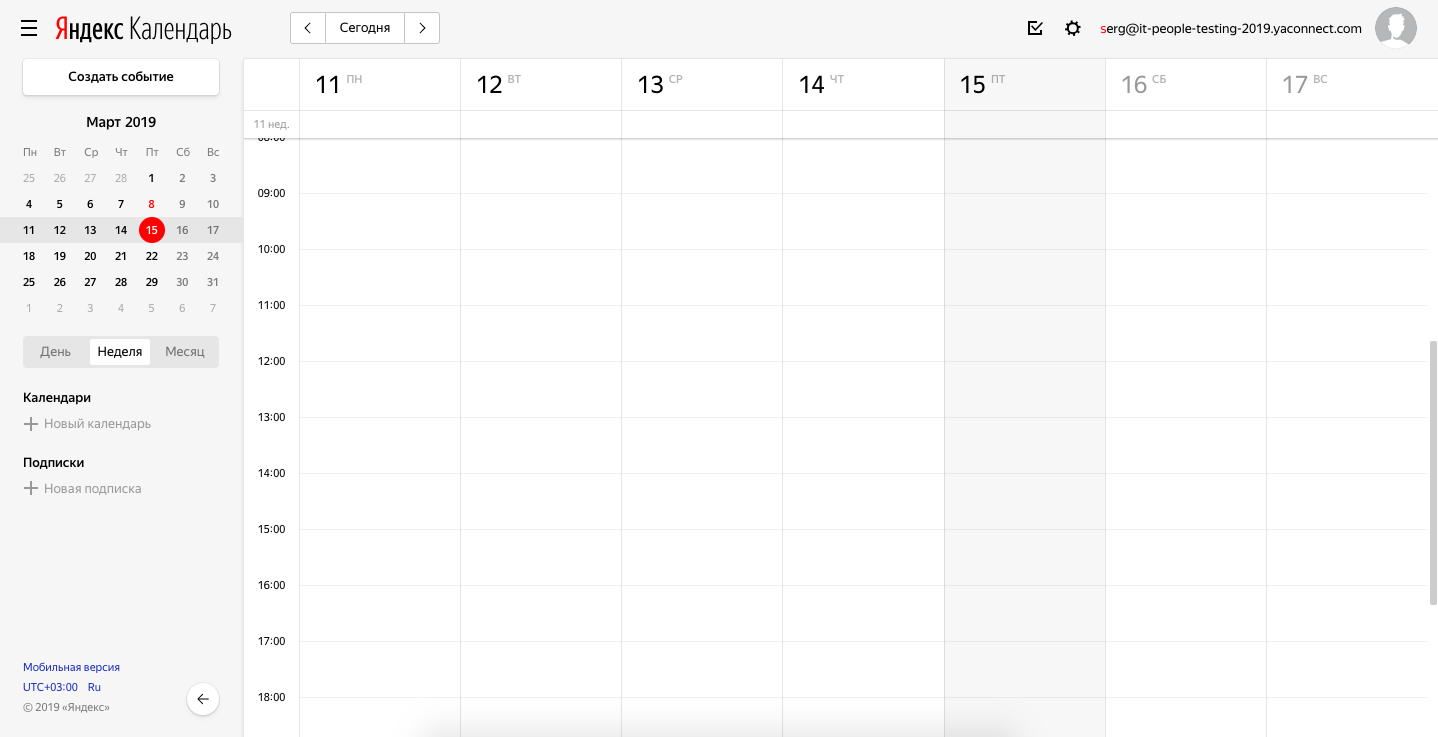 Яндекс Календарь
Сегодня
serg@it-people-testing-2019.yaconnect.com
Создать событие
Март 2019
Пн Вт Ср Чт Пт Сб Вс
25 26 27 28 1 2 3
4 5 6 7 8 9 10
11 12 13 14 15 16 17
18 19 20 21 22 23 24
25 26 27 28 29 30 31
1 2 3 4 5 6 7
День Неделя Месяц
Календари
Новый календарь
Подписки
Новая подписка
Мобильная версия
UTC+03:00 Ru
© 2019 «Яндекс»
11 ПН 12 ВТ 13 СР 14 ЧТ 15 ПТ 16 СБ 17 ВС
11 нед.
08:00
09:00
10:00
11:00
12:00
13:00
14:00
15:00
16:00
17:00
18:00